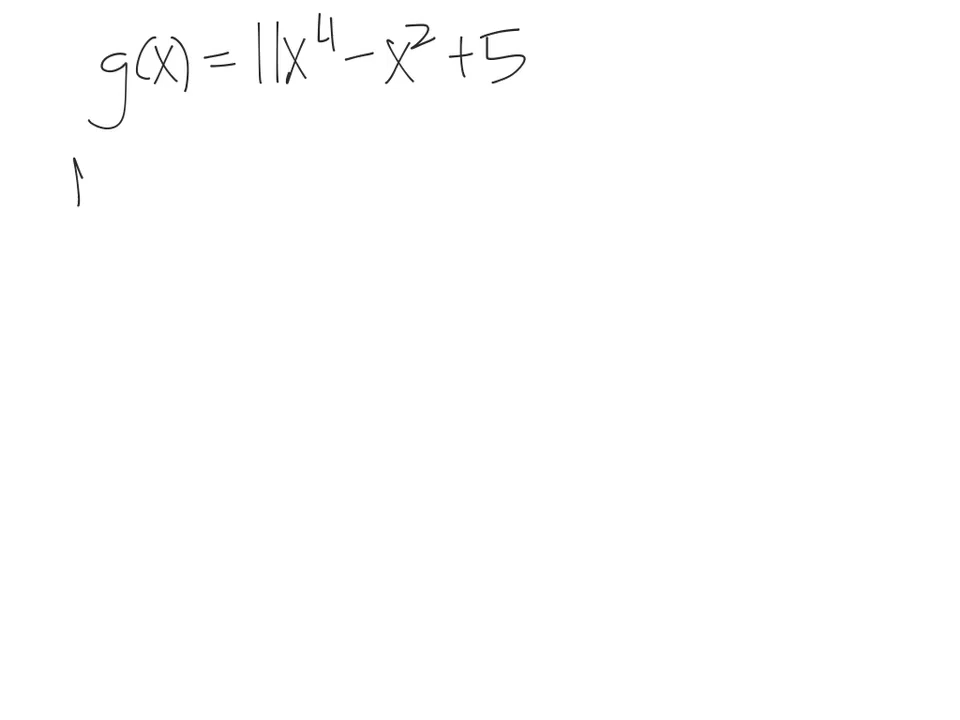 g(x) = 11x⁴ - x² + 5